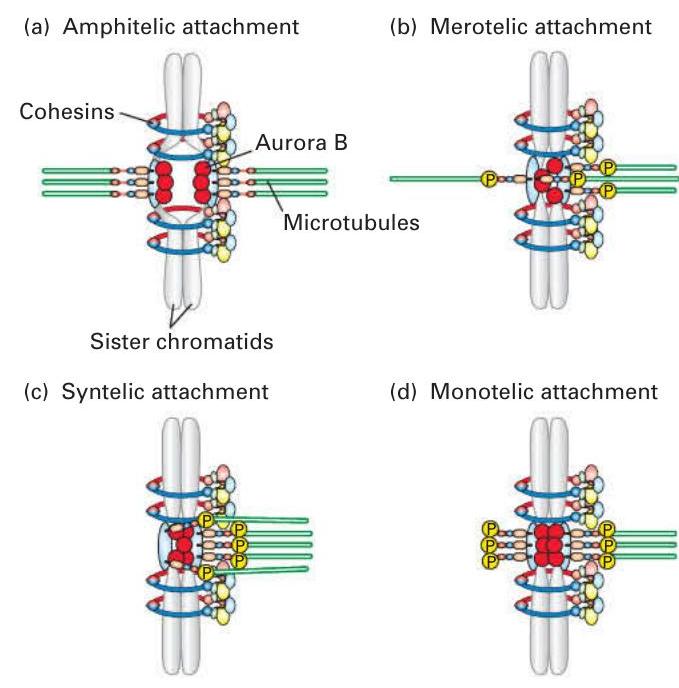 (a) Amphitelic attachment
(b) Merotelic attachment
Cohesins
Aurora B
P
P
P
P
Microtubules
Sister chromatids
(c) Syntelic attachment
(d) Monotelic attachment
P
P
P
P
P
P
P
P
P
P
P